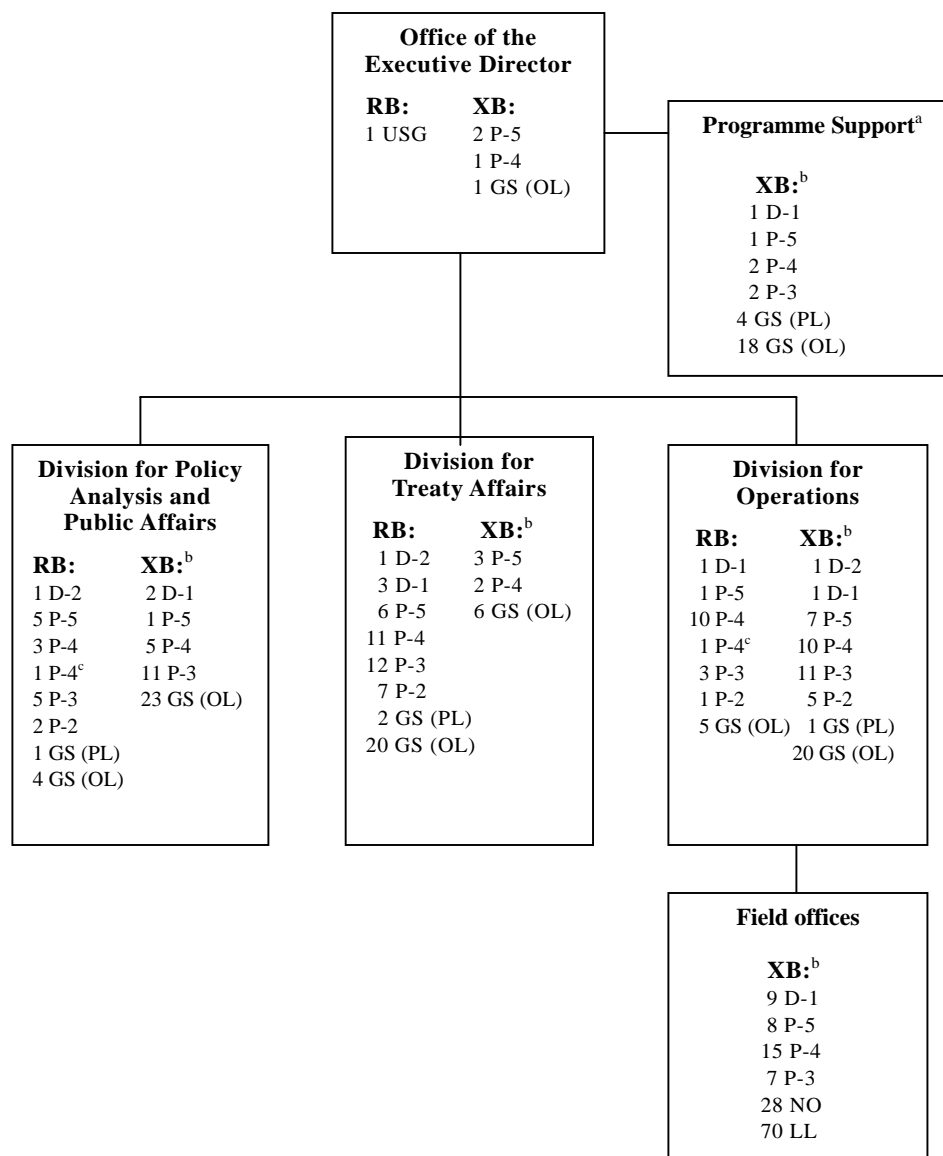 Office of the
Executive Director
RB:
1 USG
XB:
2 P-5
1 P-4
1 GS (OL)
Programme Supportᵃ
XB:ᵇ
1 D-1
1 P-5
2 P-4
2 P-3
4 GS (PL)
18 GS (OL)
Division for Policy
Analysis and
Public Affairs
RB:
1 D-2
5 P-5
3 P-4
1 P-4ᶜ
5 P-3
2 P-2
1 GS (PL)
4 GS (OL)
XB:ᵇ
2 D-1
1 P-5
5 P-4
11 P-3
23 GS (OL)
Division for
Treaty Affairs
RB:
1 D-2
3 D-1
6 P-5
11 P-4
12 P-3
7 P-2
2 GS (PL)
20 GS (OL)
XB:ᵇ
3 P-5
2 P-4
6 GS (OL)
Division for
Operations
RB:
1 D-1
1 P-5
10 P-4
1 P-4ᶜ
3 P-3
1 P-2
5 GS (OL)
XB:ᵇ
1 D-2
1 D-1
7 P-5
10 P-4
11 P-3
5 P-2
1 GS (PL)
20 GS (OL)
Field offices
XB:ᵇ
9 D-1
8 P-5
15 P-4
7 P-3
28 NO
70 LL